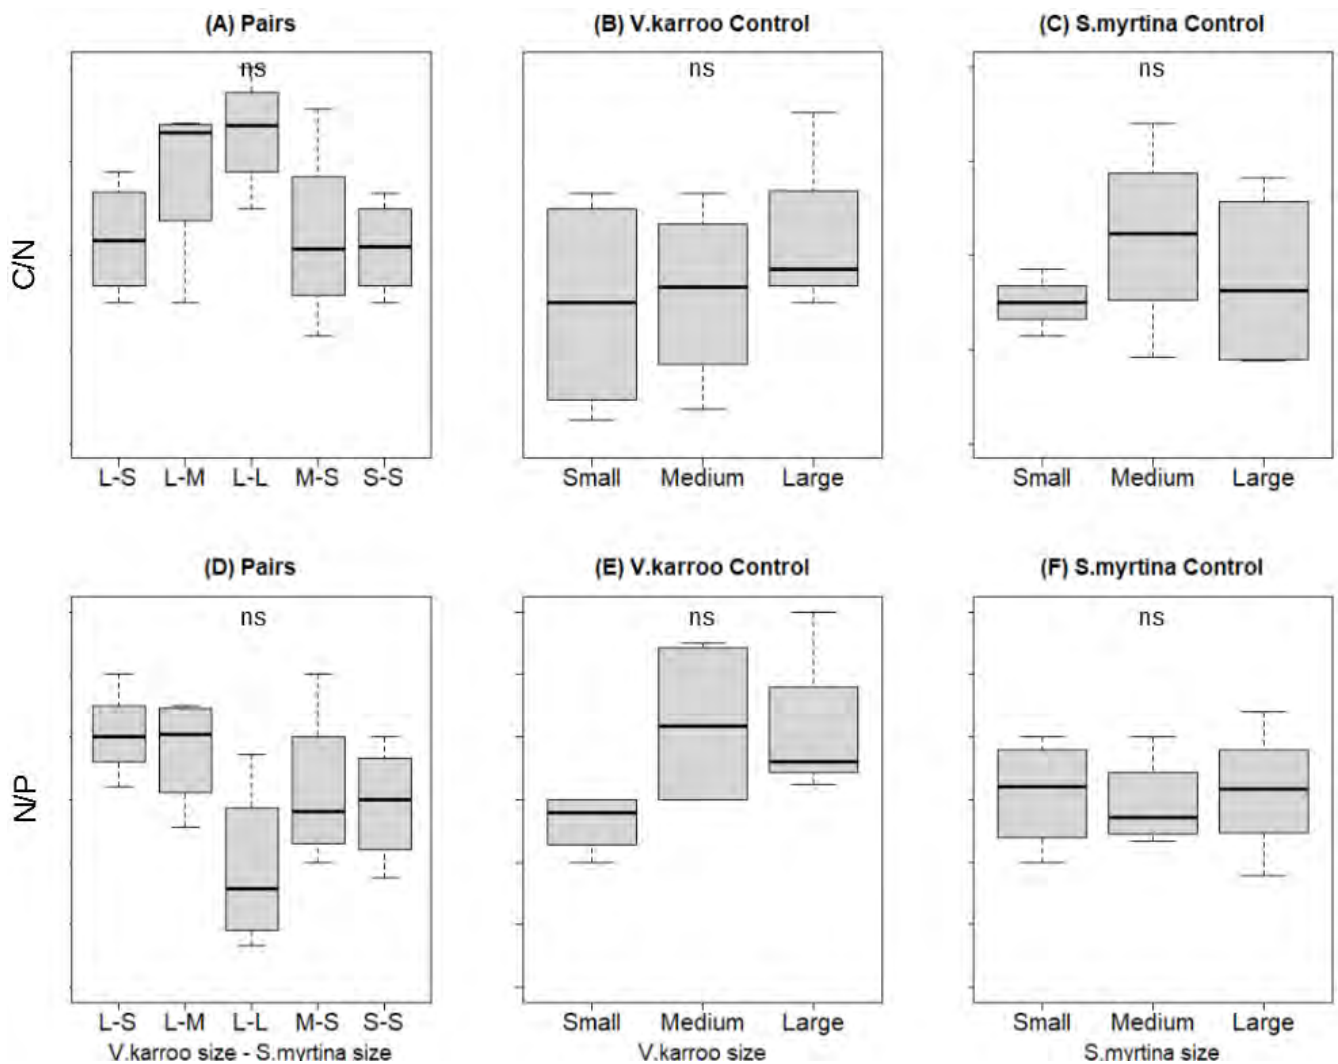 (A) Pairs
(B) V.karroo Control
(C) S.myrtina Control
ns
ns
ns
C/N
L-S L-M L-L M-S S-S
Small Medium Large
Small Medium Large
(D) Pairs
(E) V.karroo Control
(F) S.myrtina Control
ns
ns
ns
N/P
L-S L-M L-L M-S S-S
Small Medium Large
Small Medium Large
V.karroo size - S.myrtina size
V.karroo size
S.myrtina size